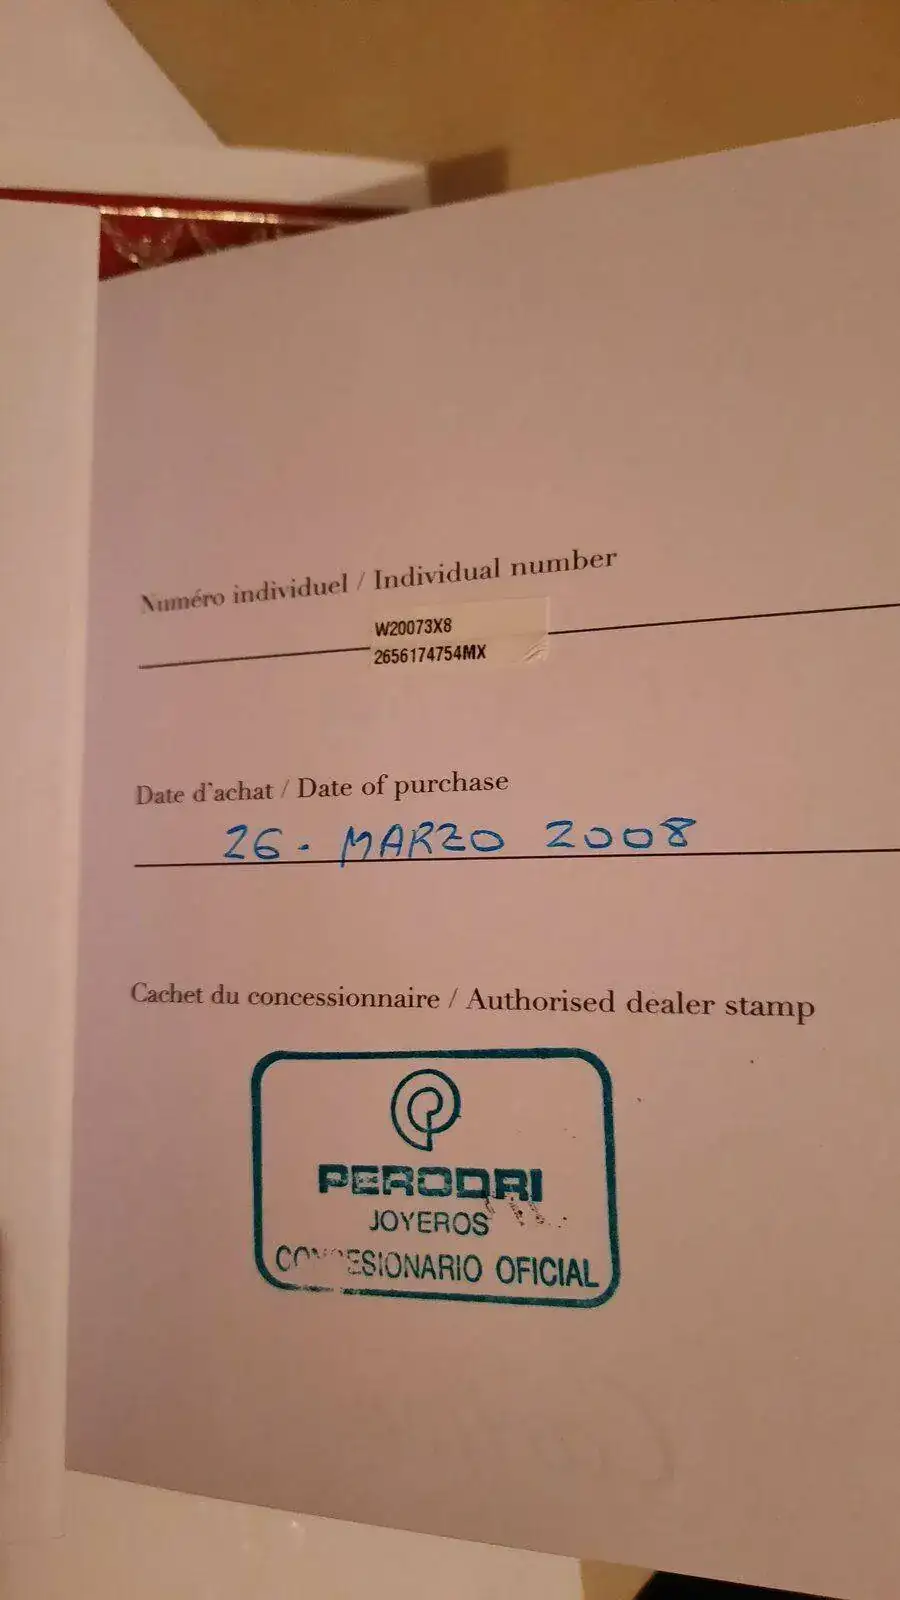 Numéro individuel / Individual number
W20073X8
2656174754MX
Date d'achat / Date of purchase
26. MARZO 2008
Cachet du concessionnaire / Authorised dealer stamp
PERODRI
JOYEROS
CONCESIONARIO OFICIAL